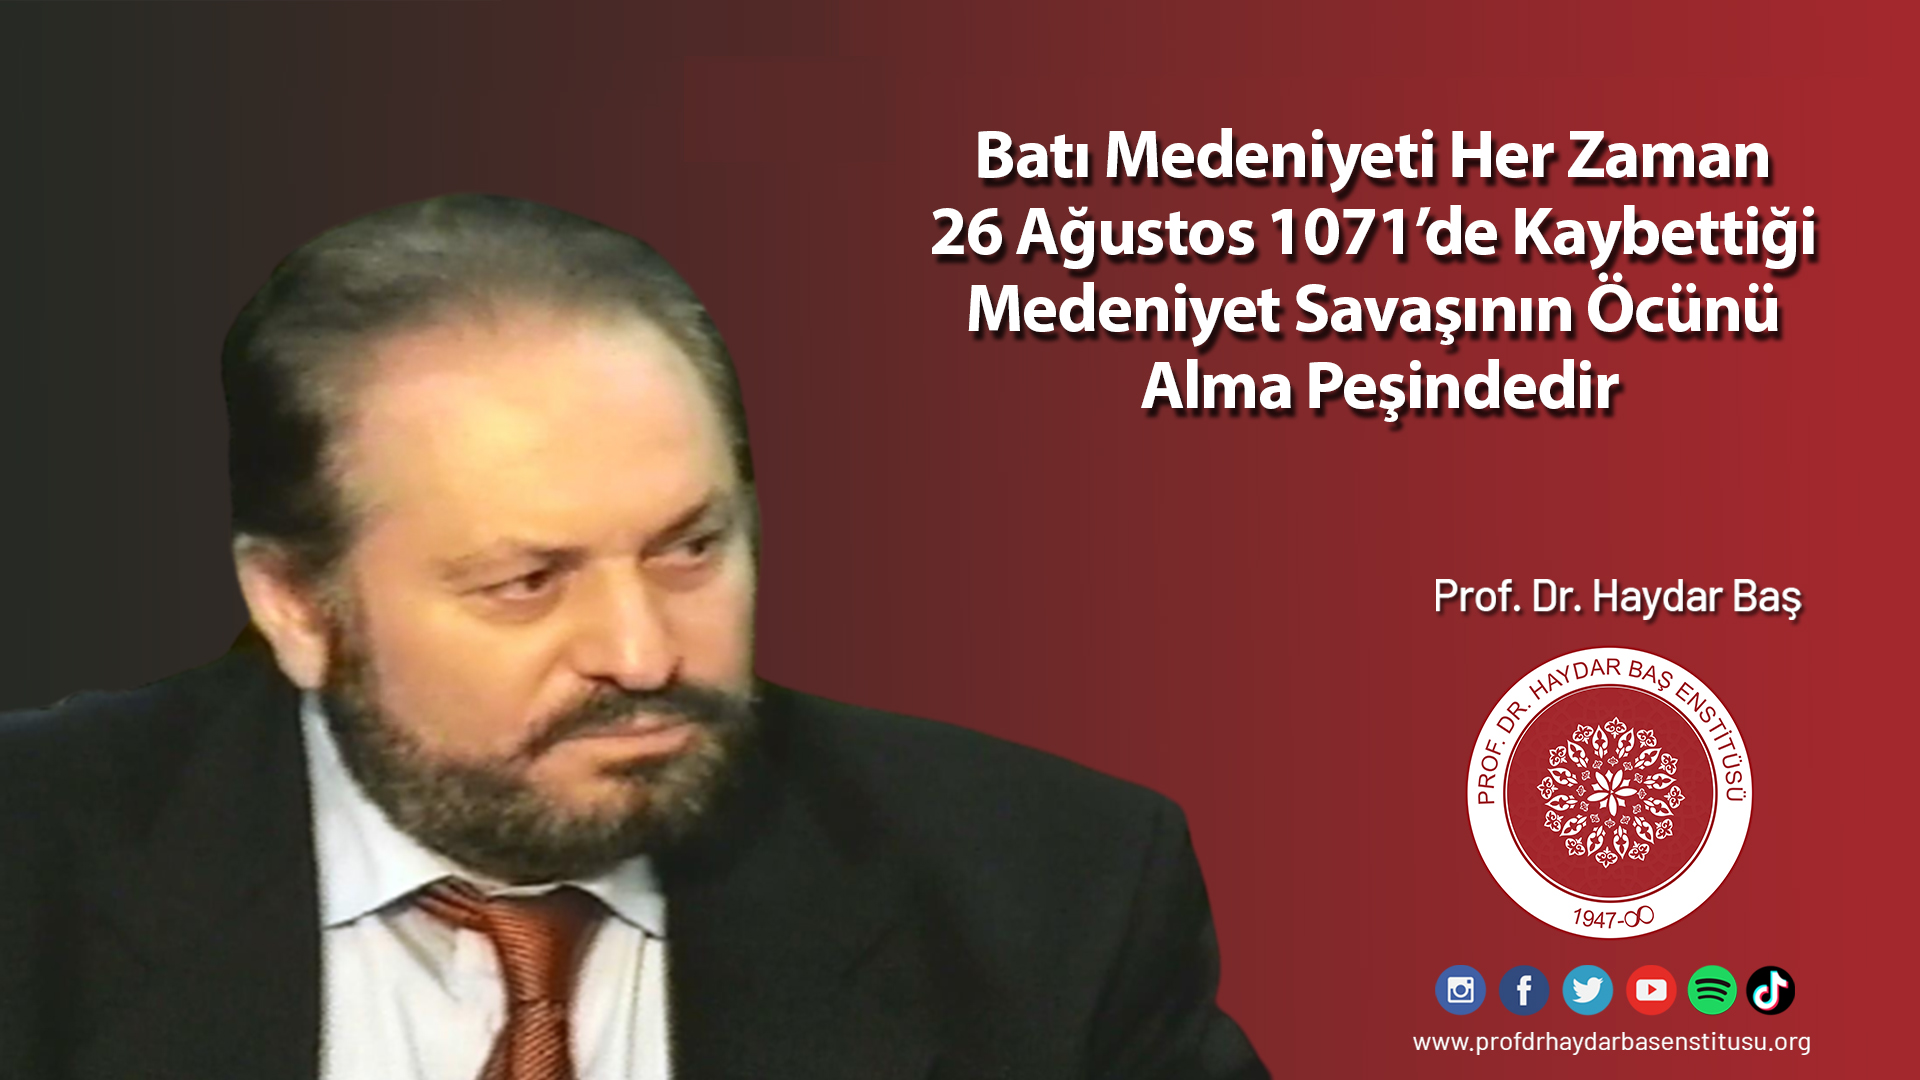 Batı Medeniyeti Her Zaman
26 Ağustos 1071’de Kaybettiği
Medeniyet Savaşının Öcünü
Alma Peşindedir
Prof. Dr. Haydar Baş
PROF. DR. HAYDAR BAŞ ENSTİTÜSÜ
1947-∞
www.profdrhaydarbasenstitusu.org